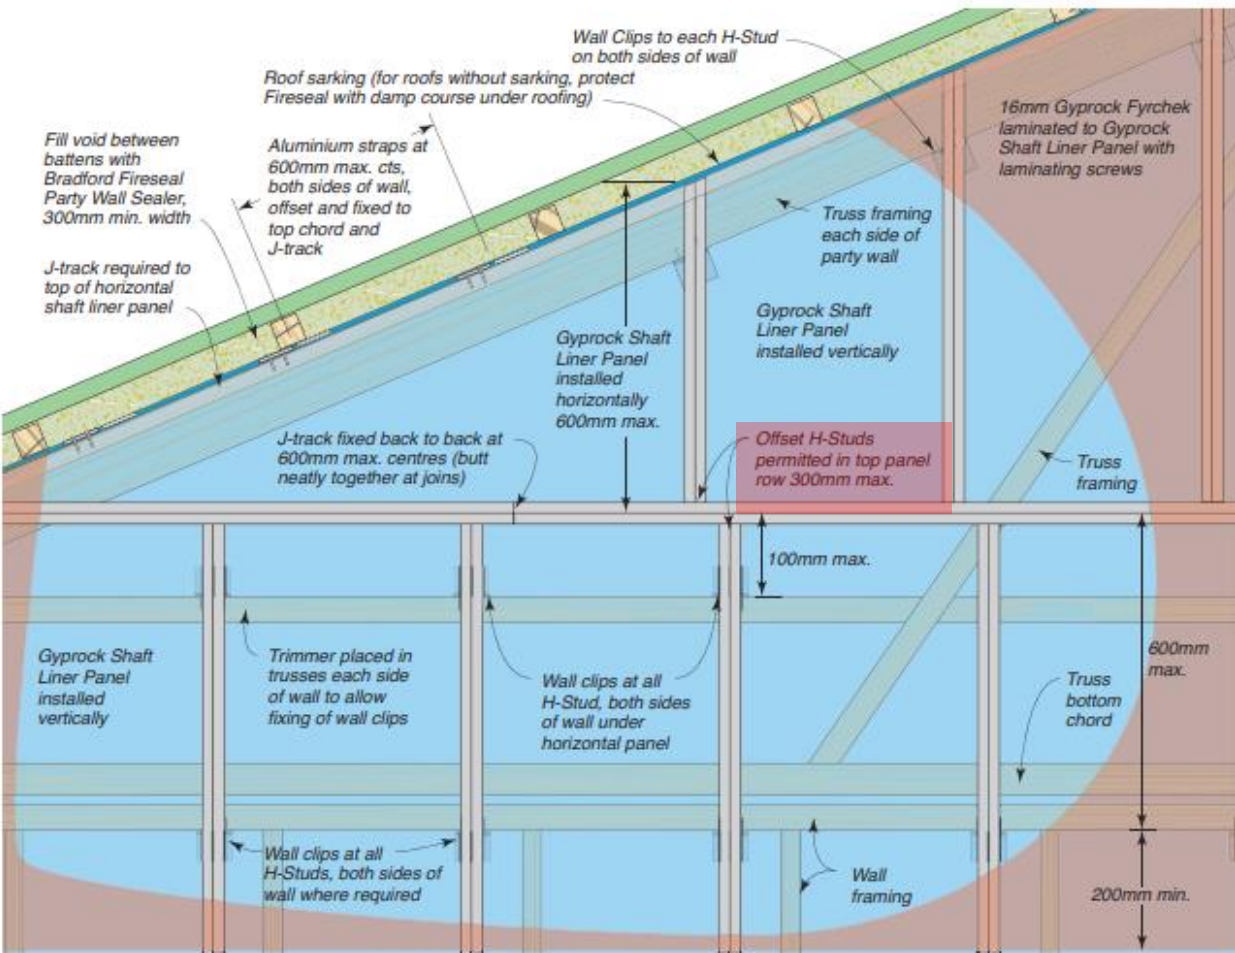 Wall Clips to each H-Stud
on both sides of wall
Roof sarking (for roofs without sarking, protect
Fireseal with damp course under roofing)
16mm Gyprock Fyrchek
laminated to Gyprock
Shaft Liner Panel with
laminating screws
Fill void between
battens with
Bradford Fireseal
Party Wall Sealer,
300mm min. width
Aluminium straps at
600mm max. cts,
both sides of wall,
offset and fixed to
top chord and
J-track
Truss framing
each side of
party wall
J-track required to
top of horizontal
shaft liner panel
Gyprock Shaft
Liner Panel
installed
horizontally
600mm max.
Gyprock Shaft
Liner Panel
installed vertically
J-track fixed back to back at
600mm max. centres (butt
neatly together at joins)
Offset H-Studs
permitted in top panel
row 300mm max.
Truss
framing
100mm max.
Gyprock Shaft
Liner Panel
installed
vertically
Trimmer placed in
trusses each side
of wall to allow
fixing of wall clips
Wall clips at all
H-Stud, both sides
of wall under
horizontal panel
600mm
max.
Truss
bottom
chord
Wall clips at all
H-Studs, both sides of
wall where required
Wall
framing
200mm min.